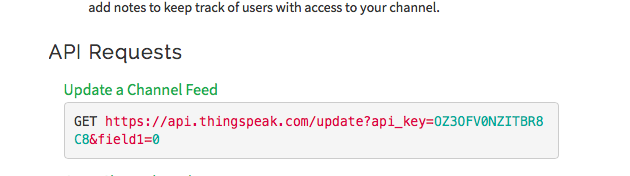 add notes to keep track of users with access to your channel.
API Requests
Update a Channel Feed
GET https://api.thingspeak.com/update?api_key=OZ3OFV0NZITBR8
C8&field1=0